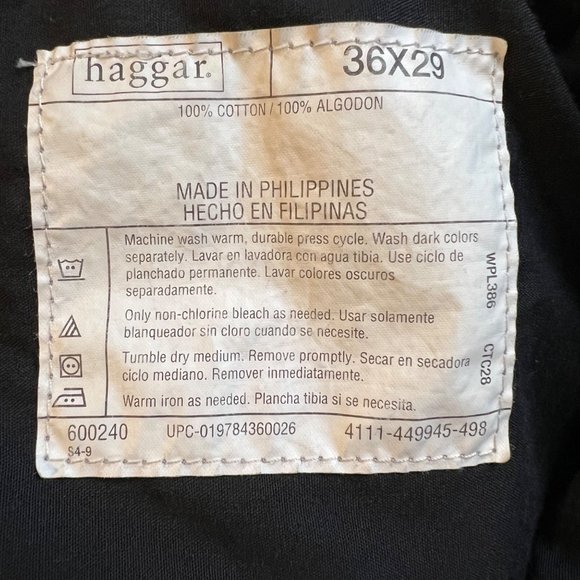 haggar®
36X29
100% COTTON / 100% ALGODON
MADE IN PHILIPPINES
HECHO EN FILIPINAS
Machine wash warm, durable press cycle. Wash dark colors
separately. Lavar en lavadora con agua tibia. Use ciclo de
planchado permanente. Lavar colores oscuros
separadamente.
Only non-chlorine bleach as needed. Usar solamente
blanqueador sin cloro cuando se necesite.
Tumble dry medium. Remove promptly. Secar en secadora
ciclo mediano. Remover inmediatamente.
Warm iron as needed. Plancha tibia si se necesita.
WPL386 CTC28
600240 UPC-019784360026 4111-449945-498
S4-9